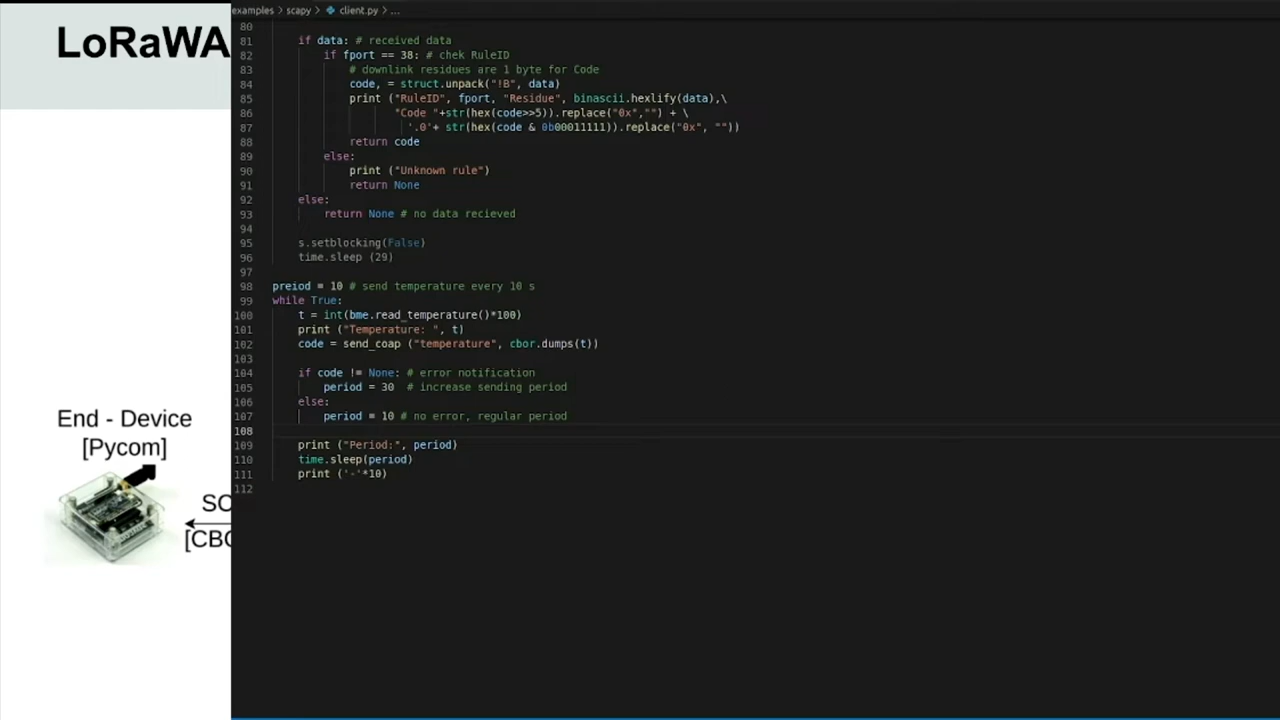 LoRaWA
End - Device
[Pycom]
SC
[CBC
examples > scapy > client.py > ...
80
81 if data: # received data
82 if fport == 38: # chek RuleID
83 # downlink residues are 1 byte for Code
84 code, = struct.unpack("!B", data)
85 print ("RuleID", fport, "Residue", binascii.hexlify(data),\
86 "Code "+str(hex(code>>5)).replace("0x","") + \
87 '.0'+ str(hex(code & 0b00011111)).replace("0x", ""))
88 return code
89 else:
90 print ("Unknown rule")
91 return None
92 else:
93 return None # no data recieved
94
95 s.setblocking(False)
96 time.sleep (29)
97
98 preiod = 10 # send temperature every 10 s
99 while True:
100 t = int(bme.read_temperature()*100)
101 print ("Temperature: ", t)
102 code = send_coap ("temperature", cbor.dumps(t))
103
104 if code != None: # error notification
105 period = 30 # increase sending period
106 else:
107 period = 10 # no error, regular period
108
109 print ("Period:", period)
110 time.sleep(period)
111 print ('-'*10)
112